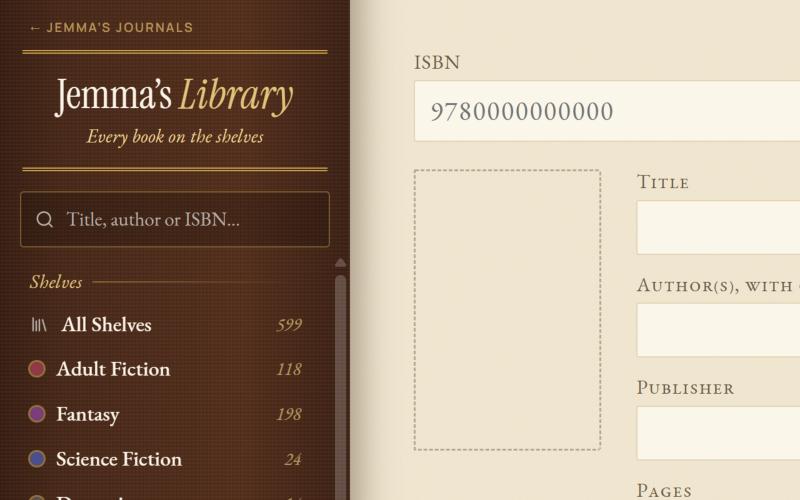 ← JEMMA'S JOURNALS
Jemma's Library
Every book on the shelves
Title, author or ISBN...
Shelves
All Shelves 599
Adult Fiction 118
Fantasy 198
Science Fiction 24
ISBN
9780000000000
Title
Author(s), with
Publisher
Pages